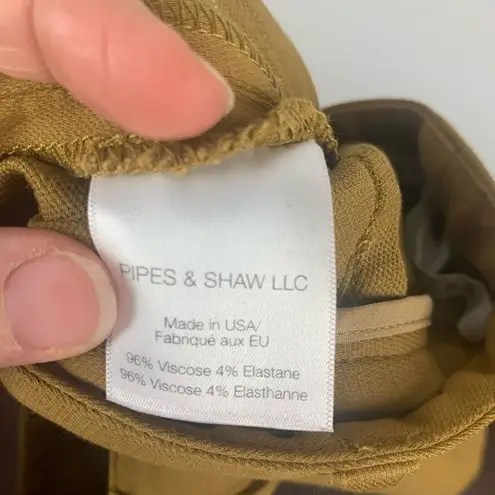 PIPES & SHAW LLC
Made in USA/
Fabriqué aux EU
96% Viscose 4% Elastane
96% Viscose 4% Elasthanne